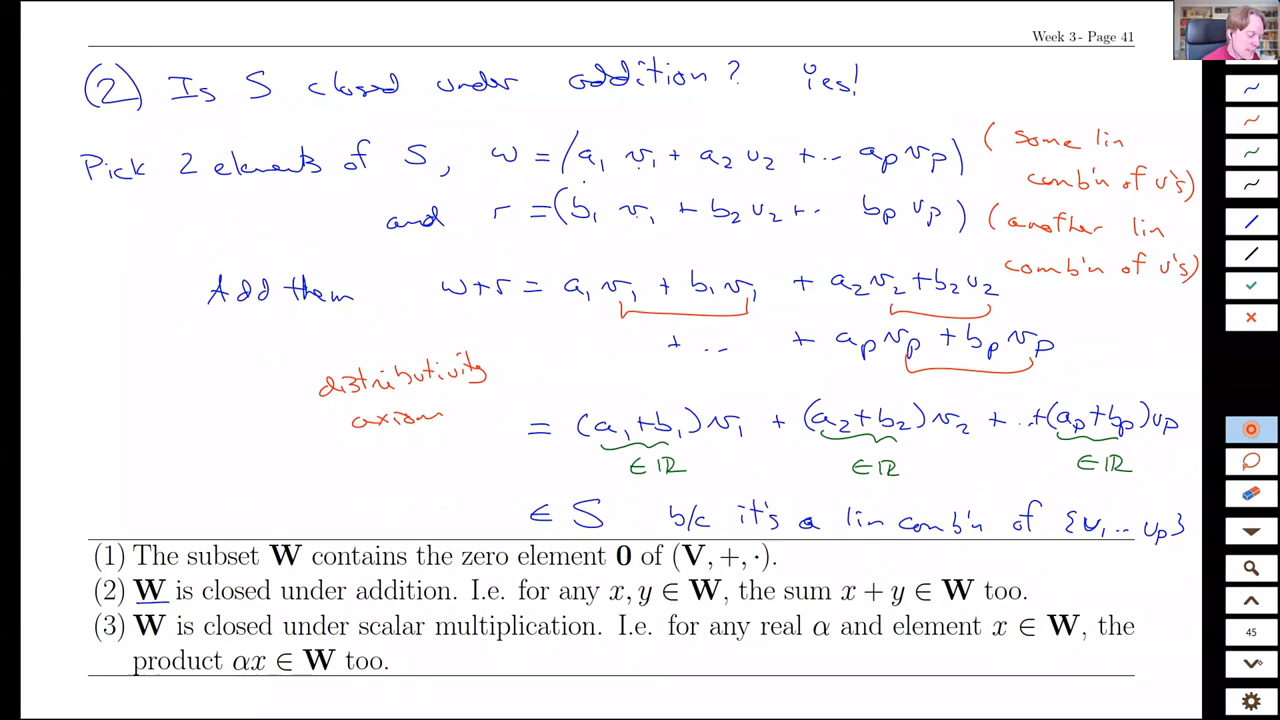 Week 3 - Page 41
(2) Is S closed under addition? Yes!
Pick 2 elements of S, w = (a₁ v₁ + a₂ v₂ + ... aₚ vₚ) (some lin
comb'n of v's)
and r = (b₁ v₁ + b₂ v₂ + ... bₚ vₚ) (another lin
comb'n of v's)
Add them w+r = a₁ v₁ + b₁ v₁ + a₂ v₂ + b₂ v₂
+ ... + aₚ vₚ + bₚ vₚ
distributivity
axiom
= (a₁+b₁) v₁ + (a₂+b₂) v₂ + ...+(aₚ+bₚ) vₚ
∈ ℝ ∈ ℝ ∈ ℝ
∈ S b/c it's a lin comb'n of {v₁ ... vₚ}
(1) The subset W contains the zero element 0 of (V, +, ·).
(2) W is closed under addition. I.e. for any x, y ∈ W, the sum x + y ∈ W too.
(3) W is closed under scalar multiplication. I.e. for any real α and element x ∈ W, the
product αx ∈ W too.
45